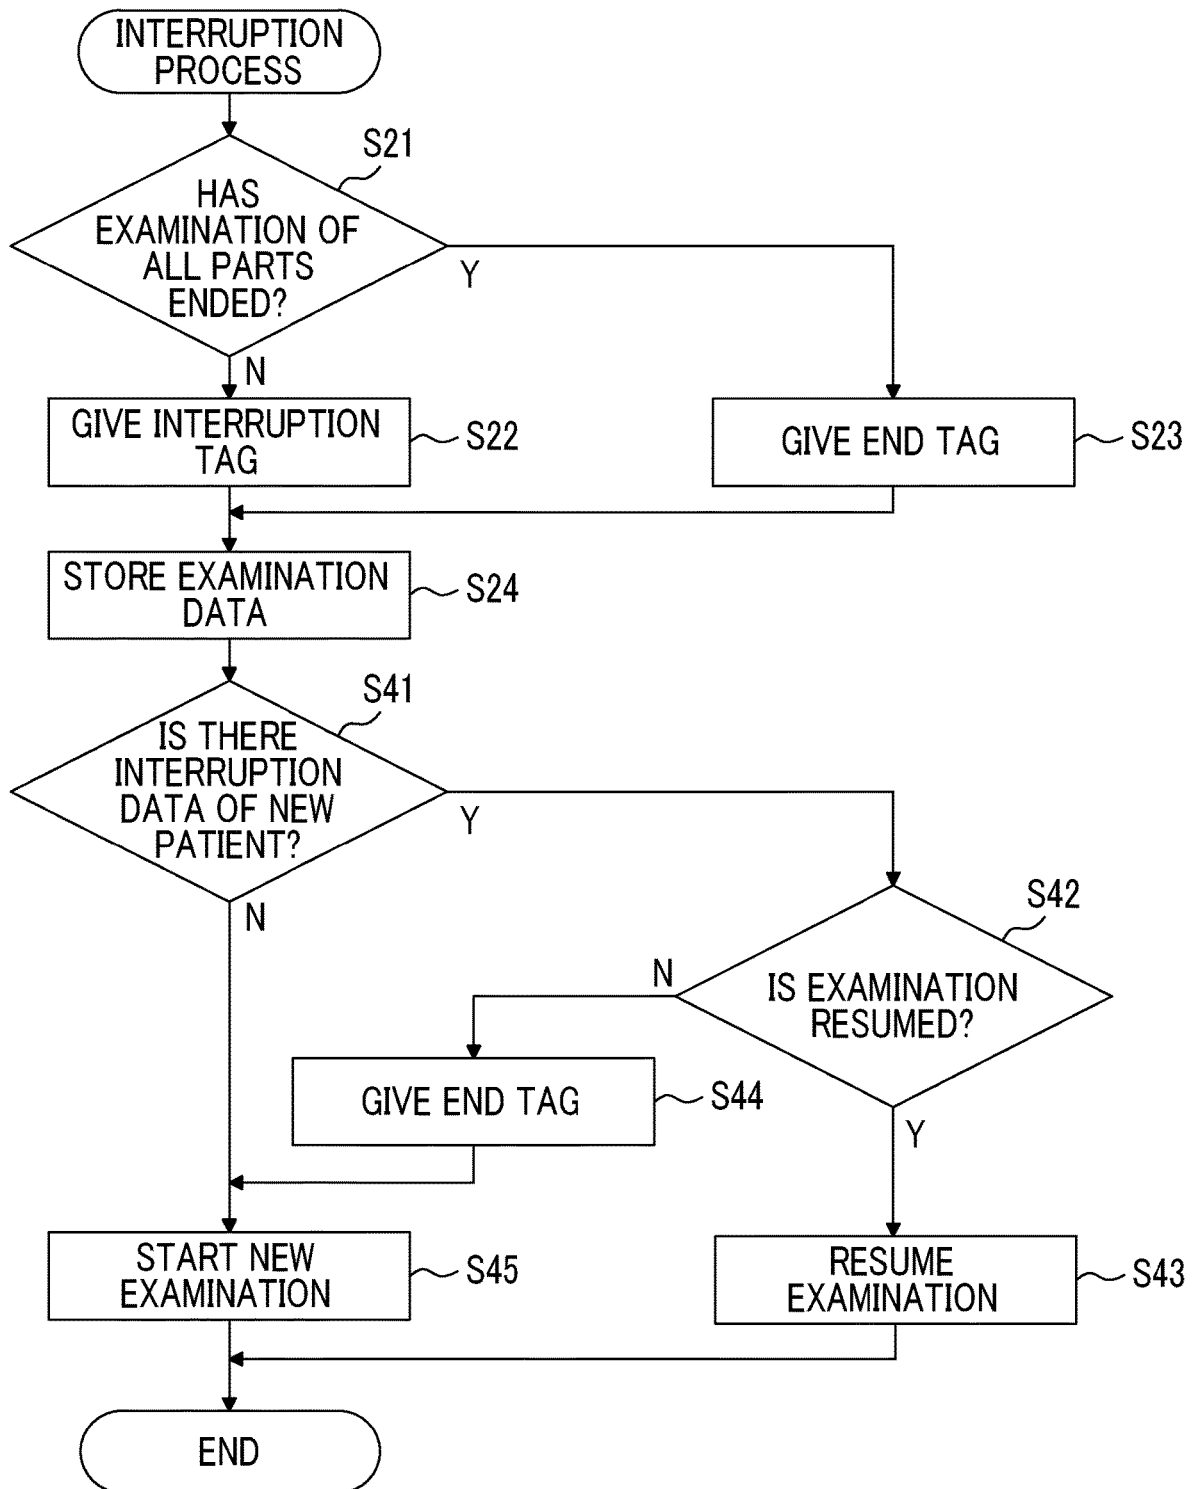 INTERRUPTION
PROCESS
S21
HAS
EXAMINATION OF
ALL PARTS
ENDED?
Y
N
GIVE INTERRUPTION
TAG
S22
GIVE END TAG
S23
STORE EXAMINATION
DATA
S24
S41
IS THERE
INTERRUPTION
DATA OF NEW
PATIENT?
Y
N
S42
N
IS EXAMINATION
RESUMED?
GIVE END TAG
S44
Y
START NEW
EXAMINATION
S45
RESUME
EXAMINATION
S43
END